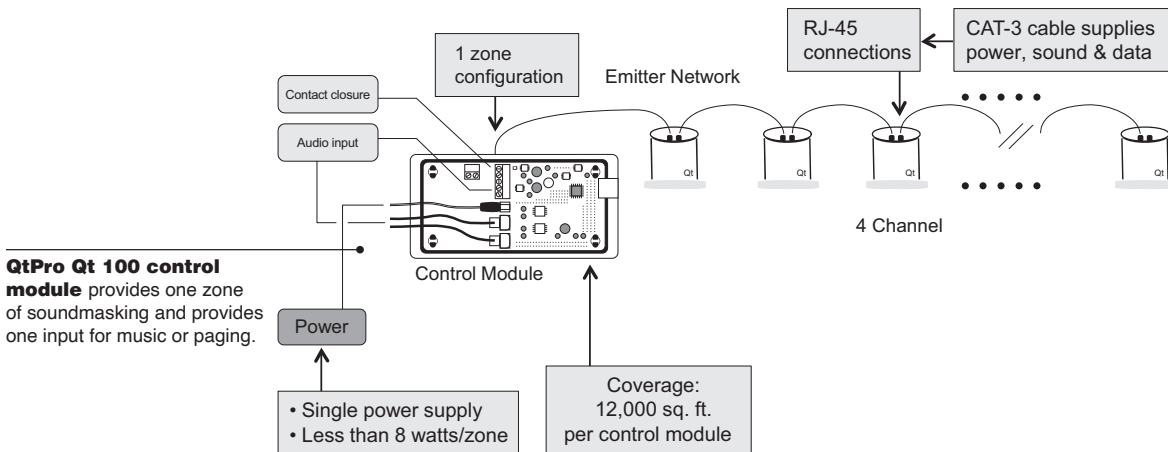 1 zone
configuration
RJ-45
connections
CAT-3 cable supplies
power, sound & data
Emitter Network
Contact closure
Audio input
Qt
Qt
Qt
Qt
4 Channel
Control Module
QtPro Qt 100 control
module provides one zone
of soundmasking and provides
one input for music or paging.
Power
• Single power supply
• Less than 8 watts/zone
Coverage:
12,000 sq. ft.
per control module